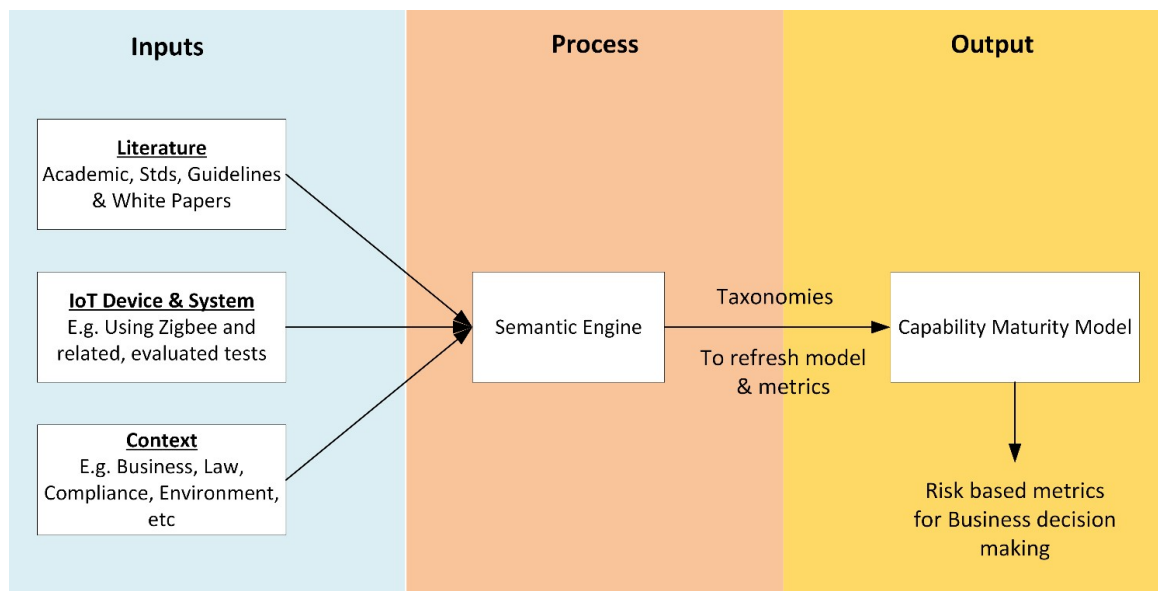 Inputs
Process
Output
Literature
Academic, Stds, Guidelines
& White Papers
IoT Device & System
E.g. Using Zigbee and
related, evaluated tests
Context
E.g. Business, Law,
Compliance, Environment,
etc
Semantic Engine
Taxonomies
To refresh model
& metrics
Capability Maturity Model
Risk based metrics
for Business decision
making